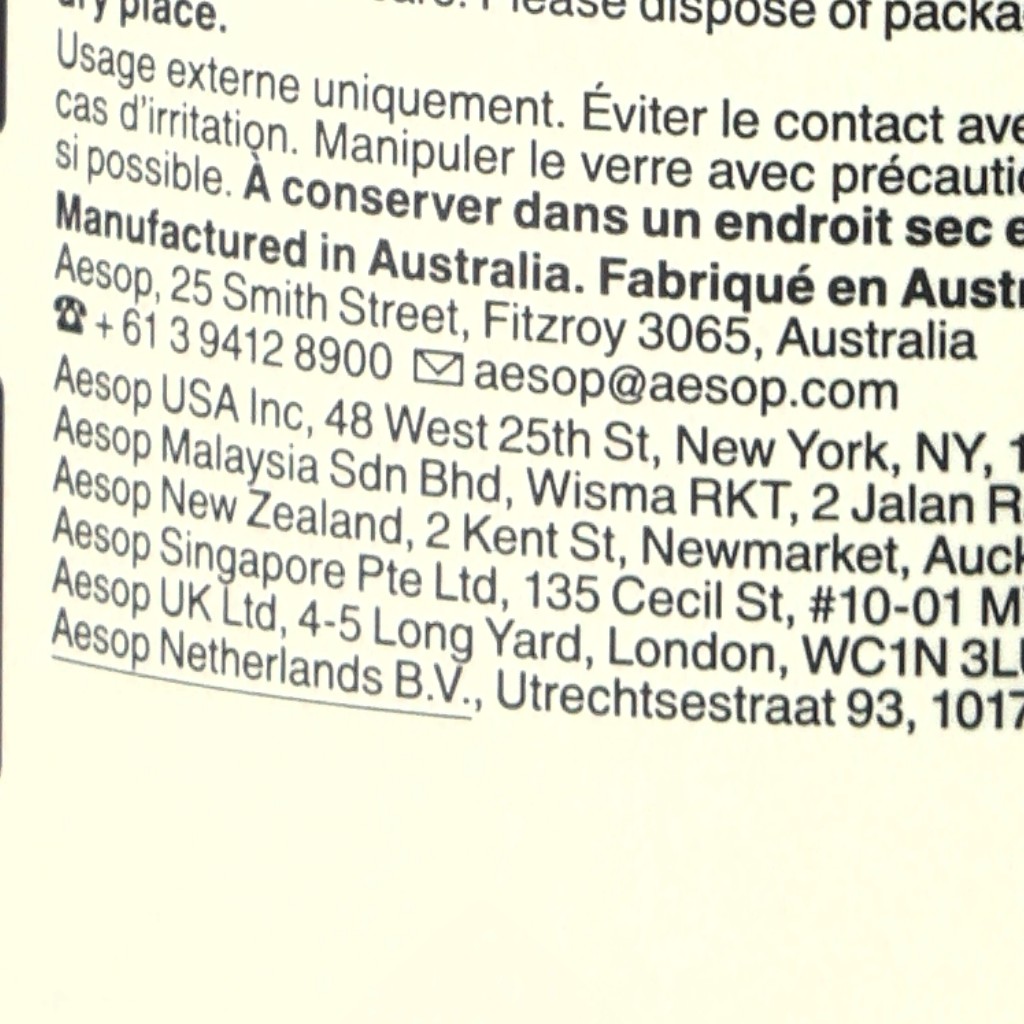 dry place. Please dispose of packa
Usage externe uniquement. Éviter le contact ave
cas d'irritation. Manipuler le verre avec précautio
si possible. À conserver dans un endroit sec e
Manufactured in Australia. Fabriqué en Austr
Aesop, 25 Smith Street, Fitzroy 3065, Australia
☎ + 61 3 9412 8900 ✉ aesop@aesop.com
Aesop USA Inc, 48 West 25th St, New York, NY, 1
Aesop Malaysia Sdn Bhd, Wisma RKT, 2 Jalan R
Aesop New Zealand, 2 Kent St, Newmarket, Auck
Aesop Singapore Pte Ltd, 135 Cecil St, #10-01 M
Aesop UK Ltd, 4-5 Long Yard, London, WC1N 3L
Aesop Netherlands B.V., Utrechtsestraat 93, 1017